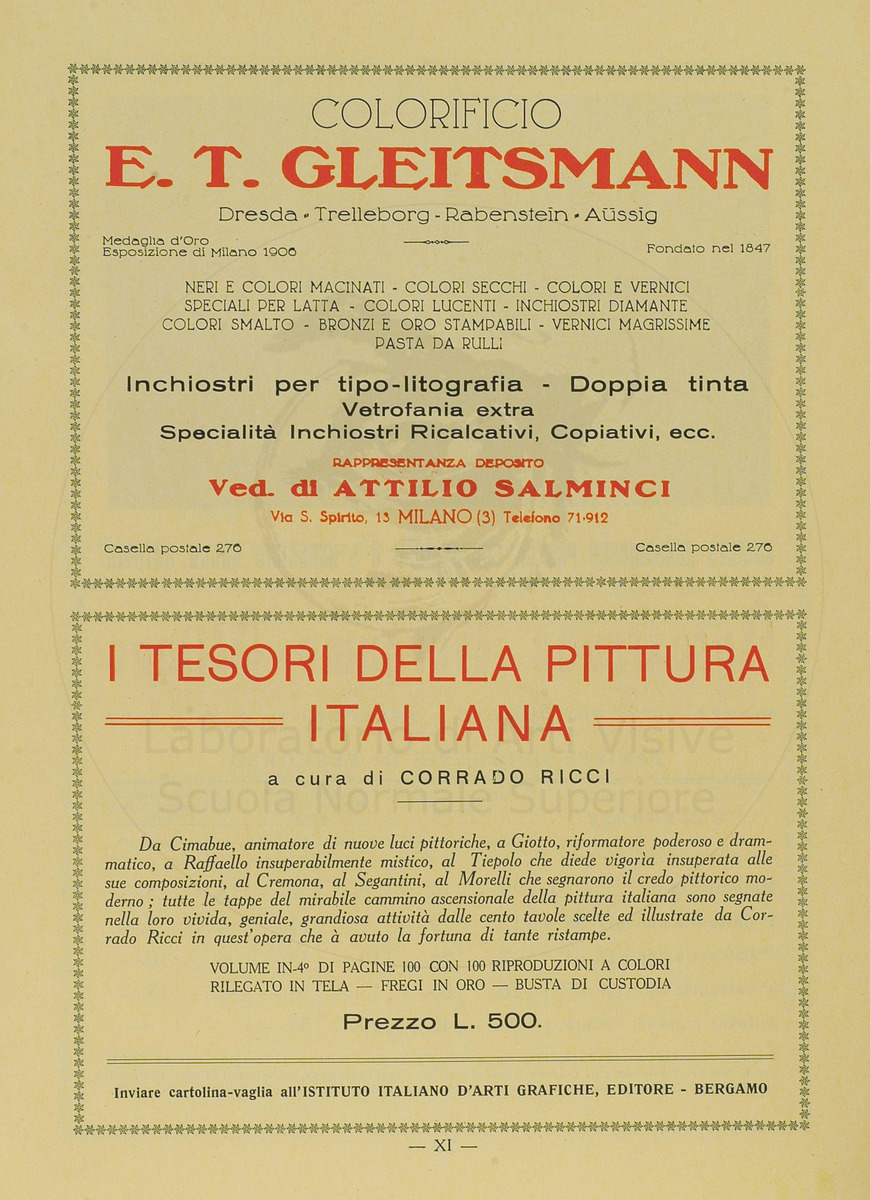 COLORIFICIO
E. T. GLEITSMANN
Dresda - Trelleborg - Rabenstein - Aüssig
Medaglia d'Oro
Esposizione di Milano 1906
Fondato nel 1847
NERI E COLORI MACINATI - COLORI SECCHI - COLORI E VERNICI
SPECIALI PER LATTA - COLORI LUCENTI - INCHIOSTRI DIAMANTE
COLORI SMALTO - BRONZI E ORO STAMPABILI - VERNICI MAGRISSIME
PASTA DA RULLI
Inchiostri per tipo-litografia - Doppia tinta
Vetrofania extra
Specialità Inchiostri Ricalcativi, Copiativi, ecc.
RAPPRESENTANZA DEPOSITO
Ved. di ATTILIO SALMINCI
Via S. Spirito, 13 MILANO (3) Telefono 71-912
Casella postale 276
Casella postale 276
I TESORI DELLA PITTURA
ITALIANA
a cura di CORRADO RICCI
Laboratorio Arti Visive
Scuola Normale Superiore
Da Cimabue, animatore di nuove luci pittoriche, a Giotto, riformatore poderoso e dram-
matico, a Raffaello insuperabilmente mistico, al Tiepolo che diede vigoria insuperata alle
sue composizioni, al Cremona, al Segantini, al Morelli che segnarono il credo pittorico mo-
derno ; tutte le tappe del mirabile cammino ascensionale della pittura italiana sono segnate
nella loro vivida, geniale, grandiosa attività dalle cento tavole scelte ed illustrate da Cor-
rado Ricci in quest'opera che à avuto la fortuna di tante ristampe.
VOLUME IN-4º DI PAGINE 100 CON 100 RIPRODUZIONI A COLORI
RILEGATO IN TELA — FREGI IN ORO — BUSTA DI CUSTODIA
Prezzo L. 500.
Inviare cartolina-vaglia all'ISTITUTO ITALIANO D'ARTI GRAFICHE, EDITORE - BERGAMO
— XI —